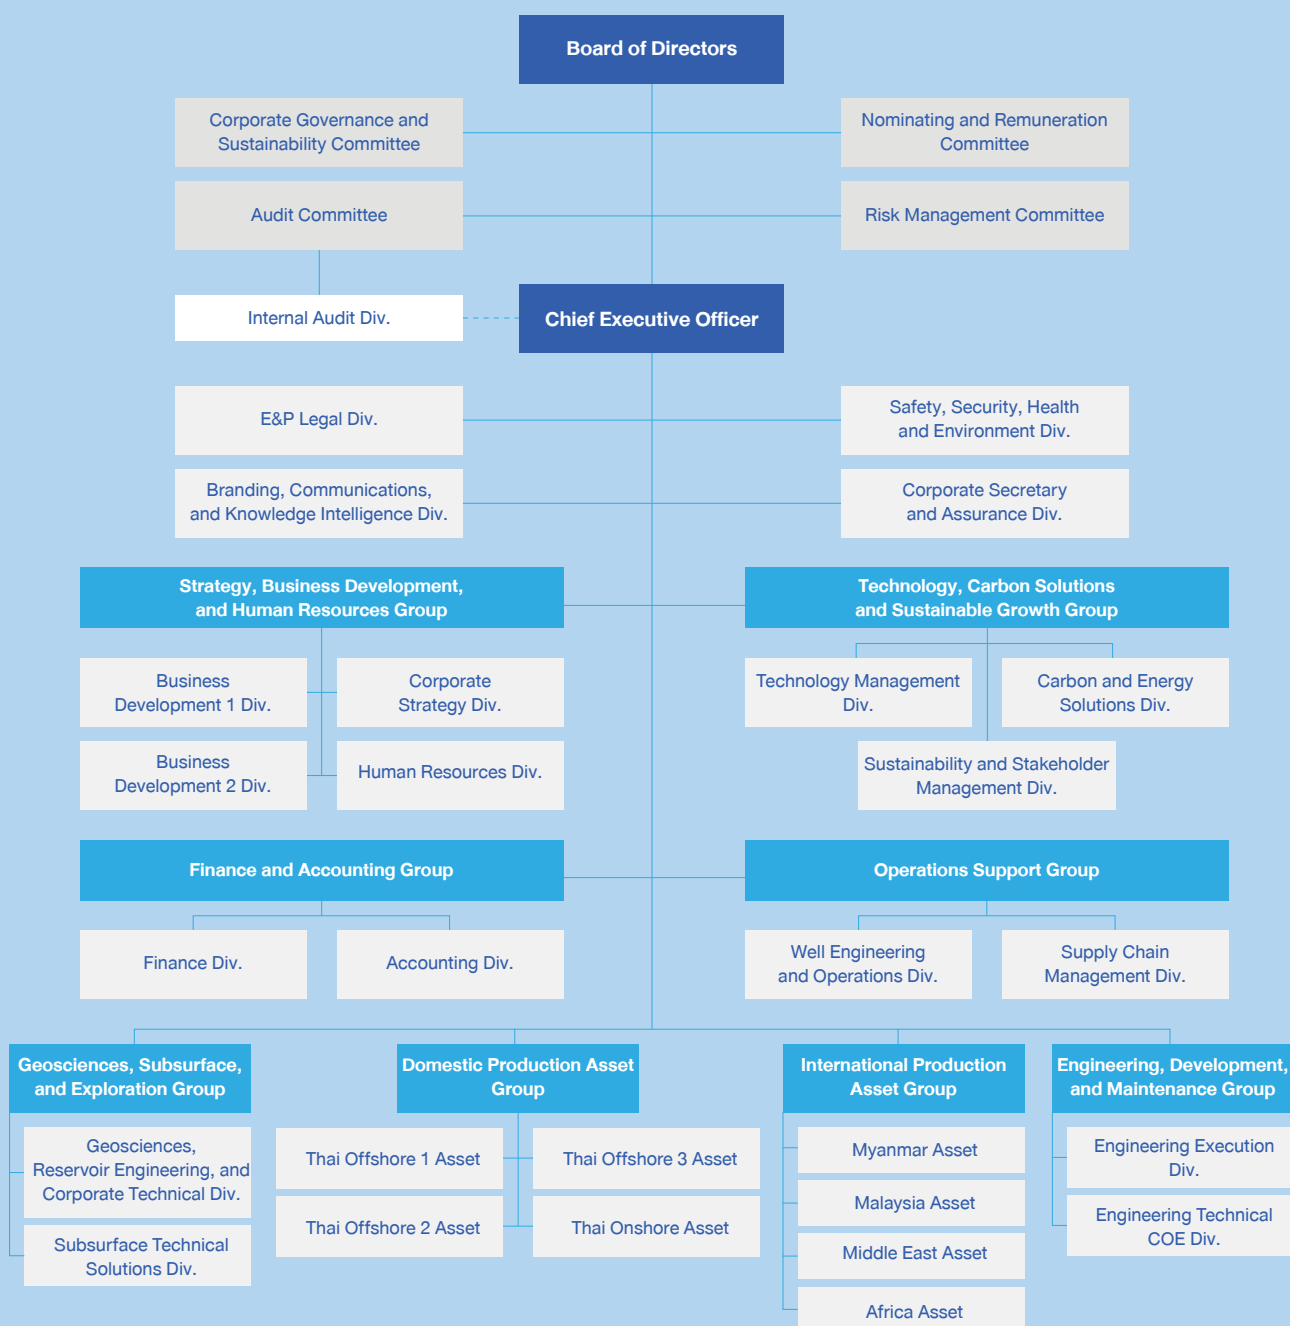 Board of Directors
Corporate Governance and
Sustainability Committee
Nominating and Remuneration
Committee
Audit Committee
Risk Management Committee
Internal Audit Div.
Chief Executive Officer
E&P Legal Div.
Safety, Security, Health
and Environment Div.
Branding, Communications,
and Knowledge Intelligence Div.
Corporate Secretary
and Assurance Div.
Strategy, Business Development,
and Human Resources Group
Technology, Carbon Solutions
and Sustainable Growth Group
Business
Development 1 Div.
Corporate
Strategy Div.
Technology Management
Div.
Carbon and Energy
Solutions Div.
Business
Development 2 Div.
Human Resources Div.
Sustainability and Stakeholder
Management Div.
Finance and Accounting Group
Operations Support Group
Finance Div.
Accounting Div.
Well Engineering
and Operations Div.
Supply Chain
Management Div.
Geosciences, Subsurface,
and Exploration Group
Domestic Production Asset
Group
International Production
Asset Group
Engineering, Development,
and Maintenance Group
Geosciences,
Reservoir Engineering, and
Corporate Technical Div.
Subsurface Technical
Solutions Div.
Thai Offshore 1 Asset
Thai Offshore 3 Asset
Thai Offshore 2 Asset
Thai Onshore Asset
Myanmar Asset
Malaysia Asset
Middle East Asset
Africa Asset
Engineering Execution
Div.
Engineering Technical
COE Div.